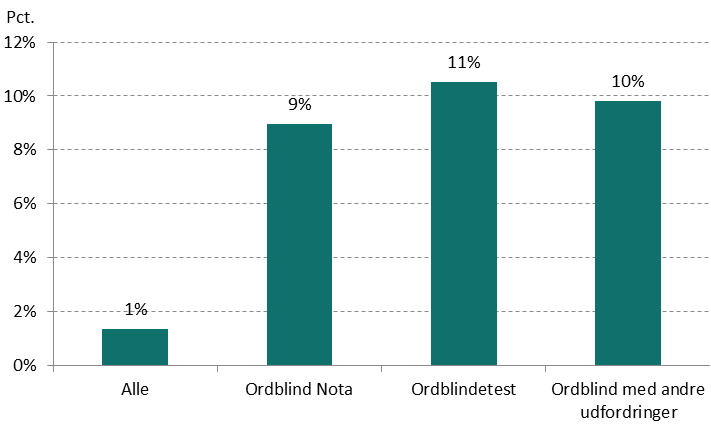 Pct.
12%
10%
8%
6%
4%
2%
0%
1%
9%
11%
10%
Alle
Ordblind Nota
Ordblindetest
Ordblind med andre
udfordringer